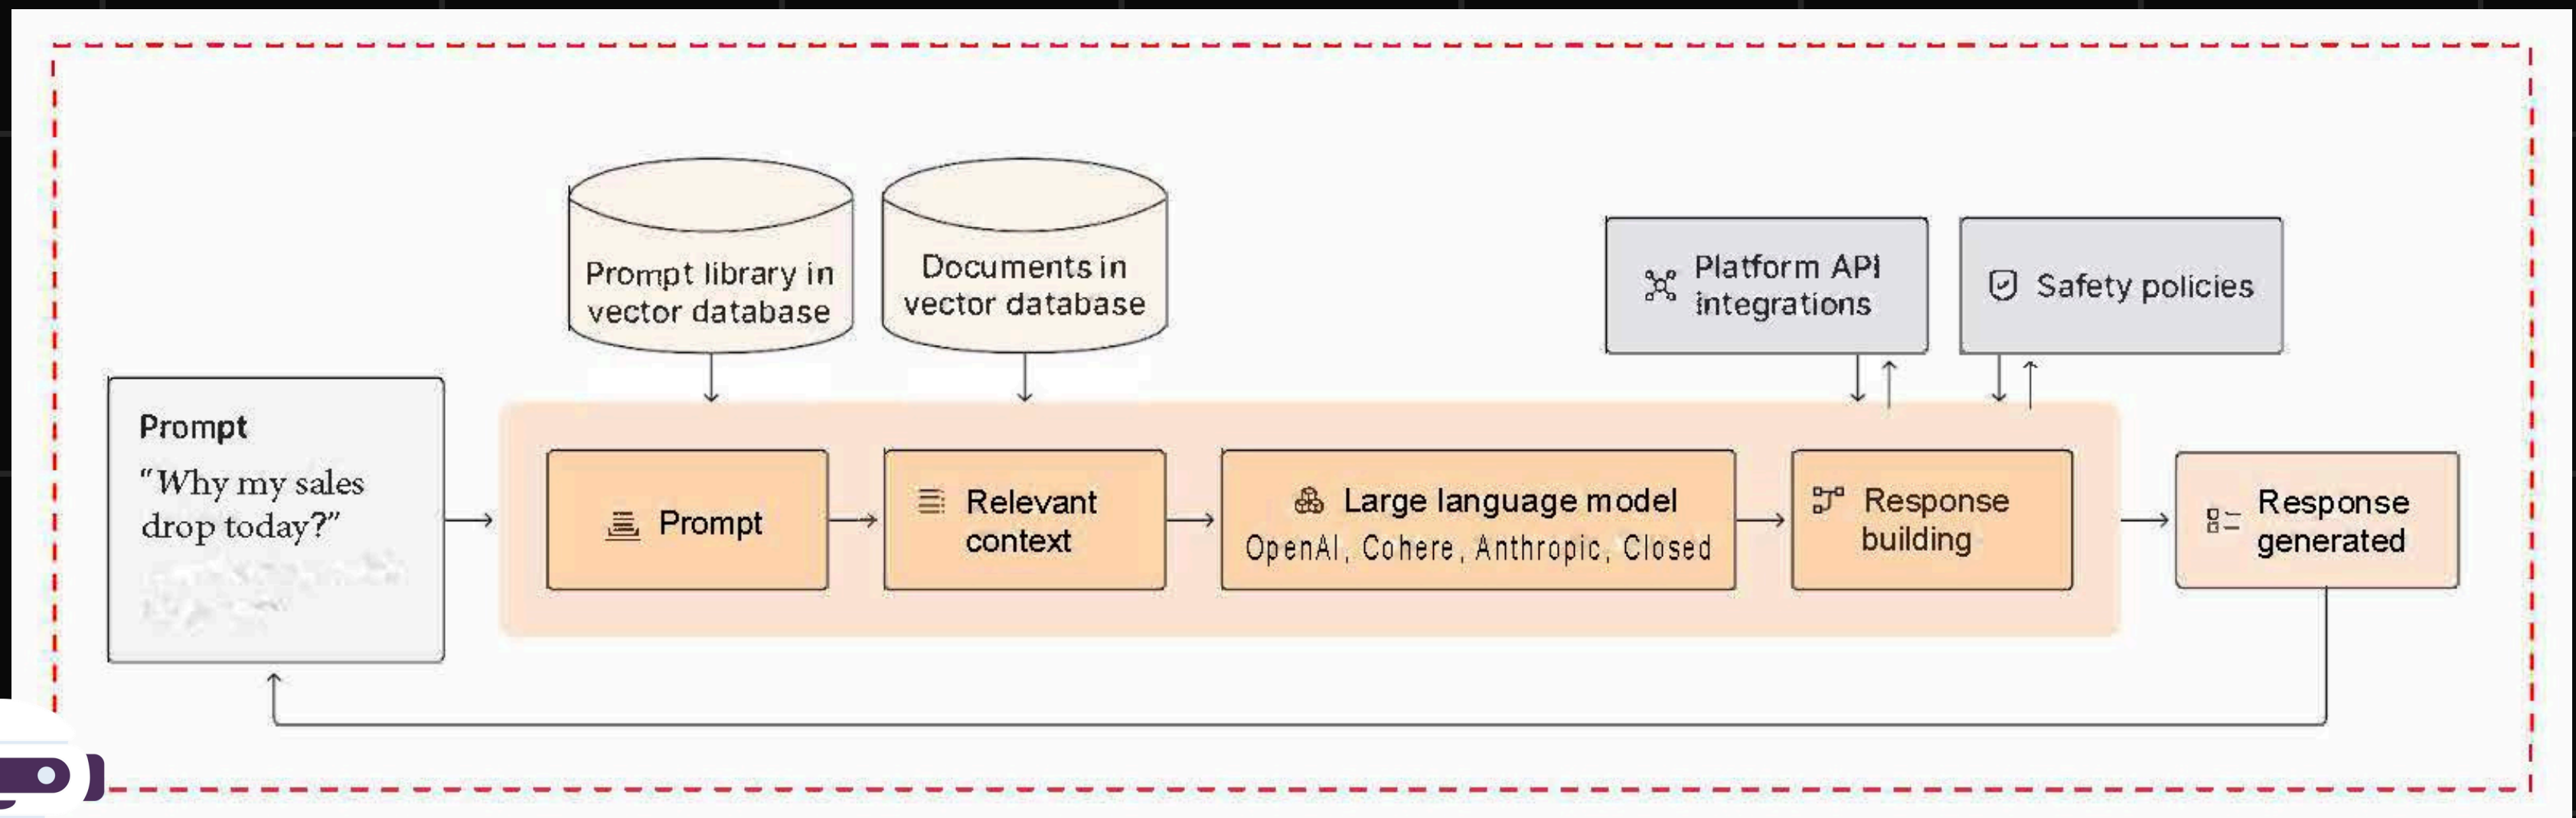 Prompt library in
vector database
Documents in
vector database
Platform API
integrations
Safety policies
Prompt
“Why my sales
drop today?”
Prompt
Relevant
context
Large language model
OpenAI, Cohere, Anthropic, Closed
Response
building
Response
generated